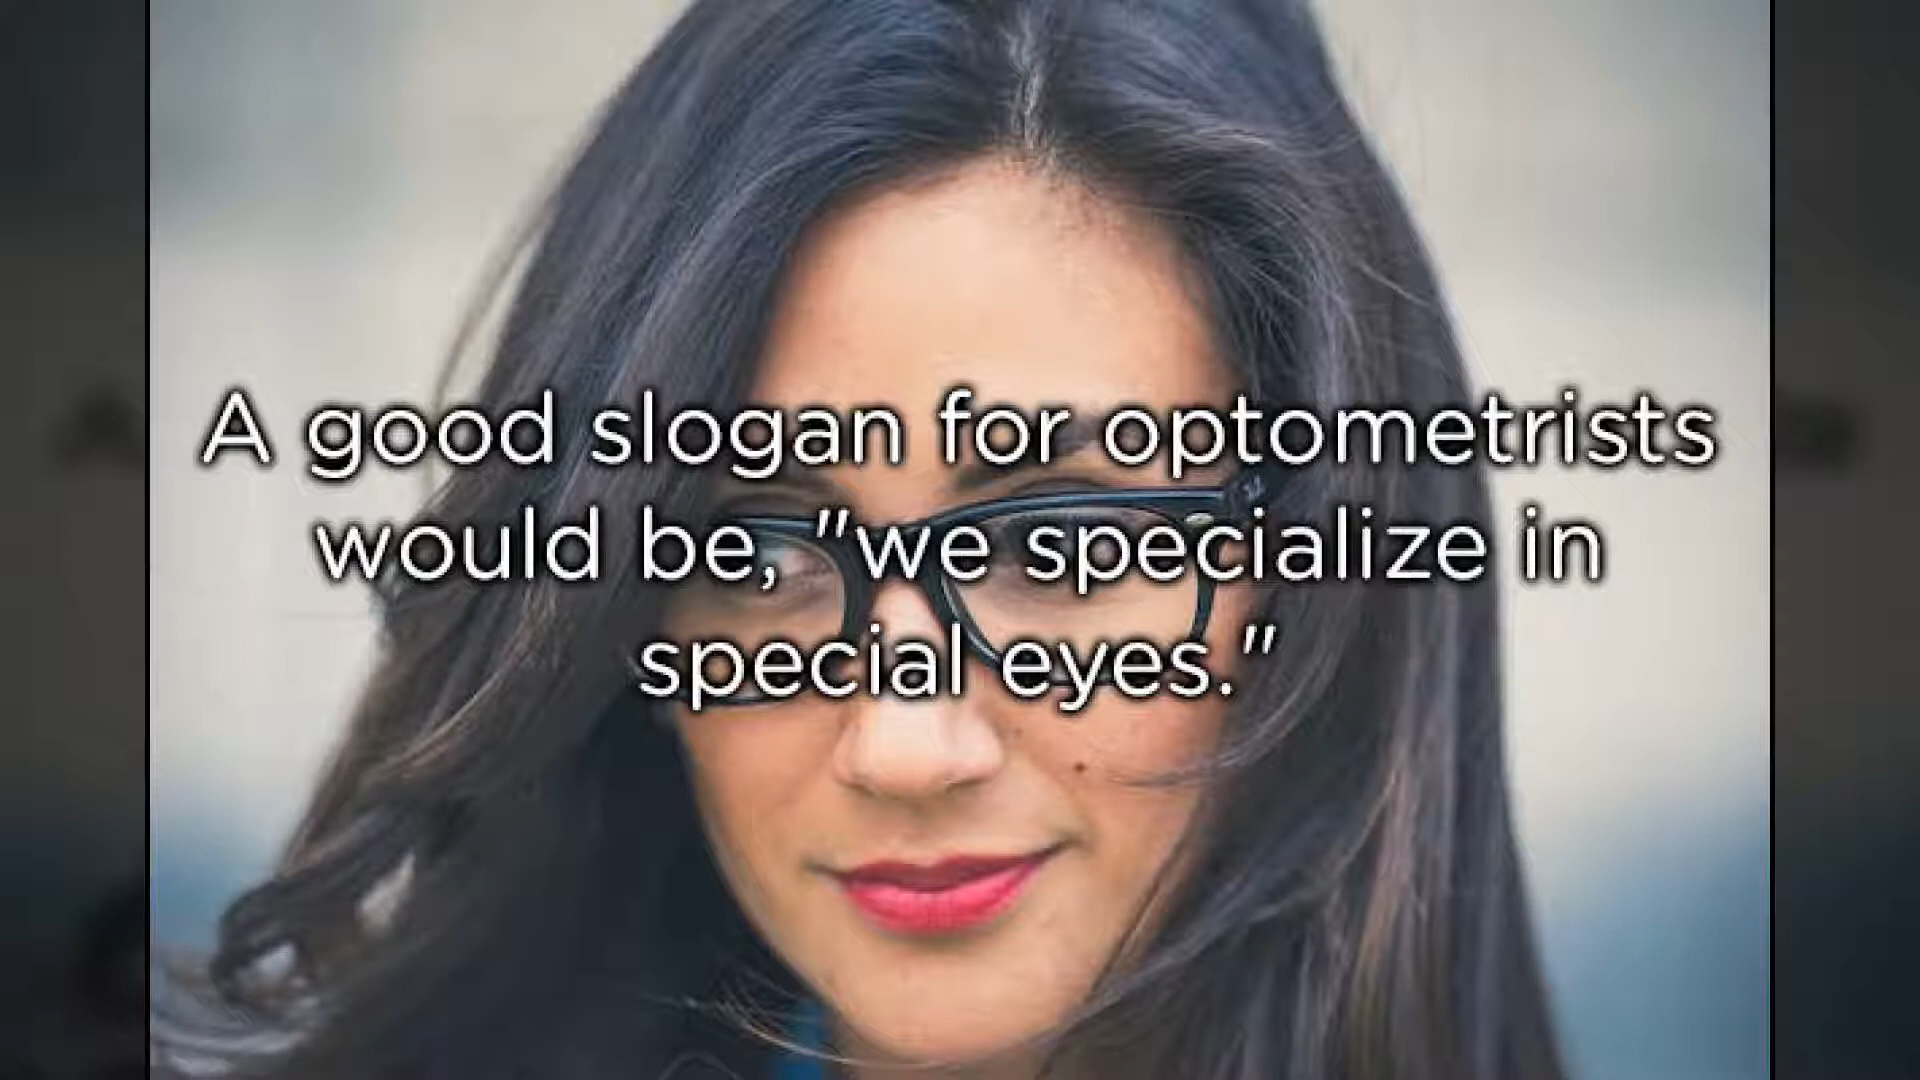 A good slogan for optometrists
would be, "we specialize in
special eyes."